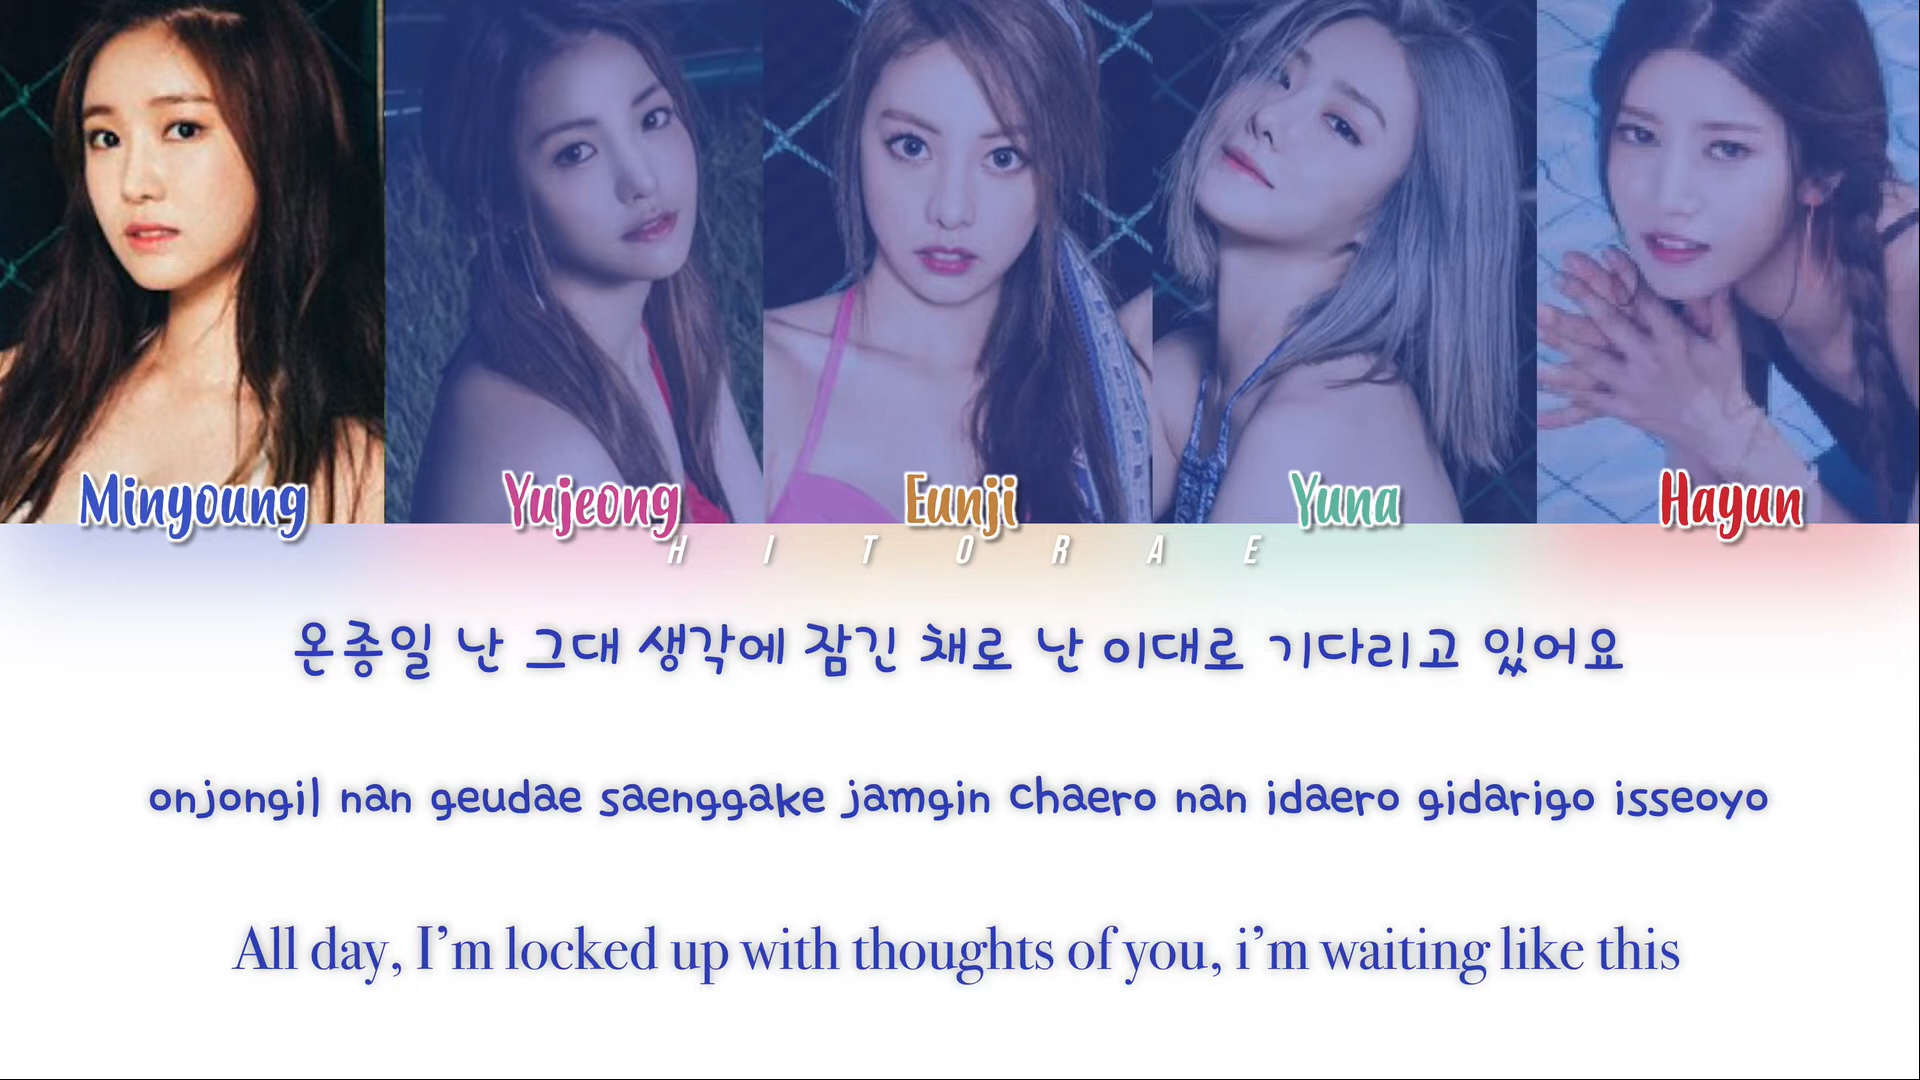 Minyoung Yujeong Eunji Yuna Hayun
H I T O R A E
온종일 난 그대 생각에 잠긴 채로 난 이대로 기다리고 있어요
onjongil nan geudae saenggake jamgin chaero nan idaero gidarigo isseoyo
All day, I'm locked up with thoughts of you, i'm waiting like this